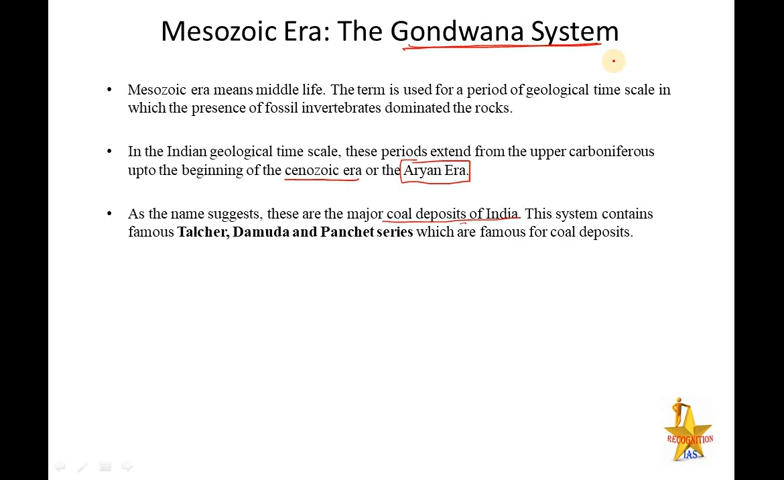 Mesozoic Era: The Gondwana System
• Mesozoic era means middle life. The term is used for a period of geological time scale in
which the presence of fossil invertebrates dominated the rocks.
• In the Indian geological time scale, these periods extend from the upper carboniferous
upto the beginning of the cenozoic era or the Aryan Era.
• As the name suggests, these are the major coal deposits of India. This system contains
famous Talcher, Damuda and Panchet series which are famous for coal deposits.
RECOGNITION
IAS